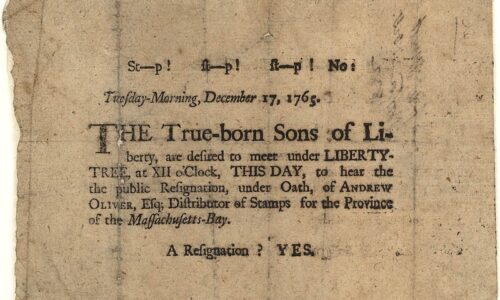 St—p! ſt—p! ſt—p! No:
Tueſday-Morning, December 17, 1765.
THE True-born Sons of Li-
berty, are deſired to meet under LIBERTY-
TREE, at XII o'Clock, THIS DAY, to hear the
the public Reſignation, under Oath, of ANDREW
OLIVER, Eſq; Diſtributor of Stamps for the Province
of the Maſſachuſetts-Bay.
A Reſignation ? YES.